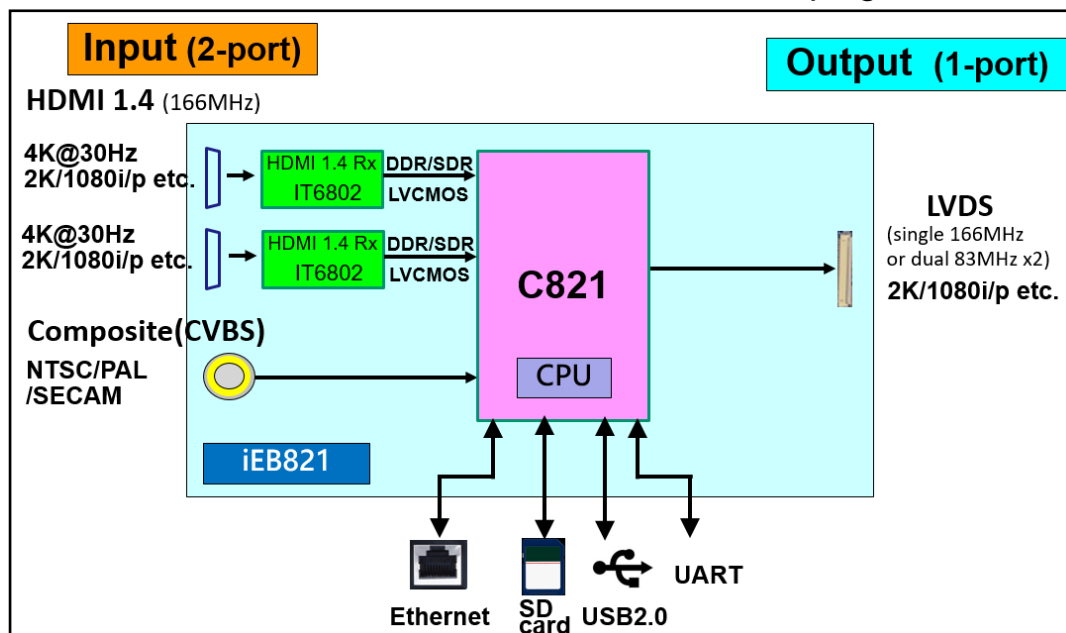 Input (2-port)
Output (1-port)
HDMI 1.4 (166MHz)
4K@30Hz
2K/1080i/p etc.
HDMI 1.4 Rx
IT6802
DDR/SDR
LVCMOS
4K@30Hz
2K/1080i/p etc.
HDMI 1.4 Rx
IT6802
DDR/SDR
LVCMOS
C821
CPU
LVDS
(single 166MHz
or dual 83MHz x2)
2K/1080i/p etc.
Composite(CVBS)
NTSC/PAL
/SECAM
iEB821
Ethernet
SD
card
USB2.0
UART